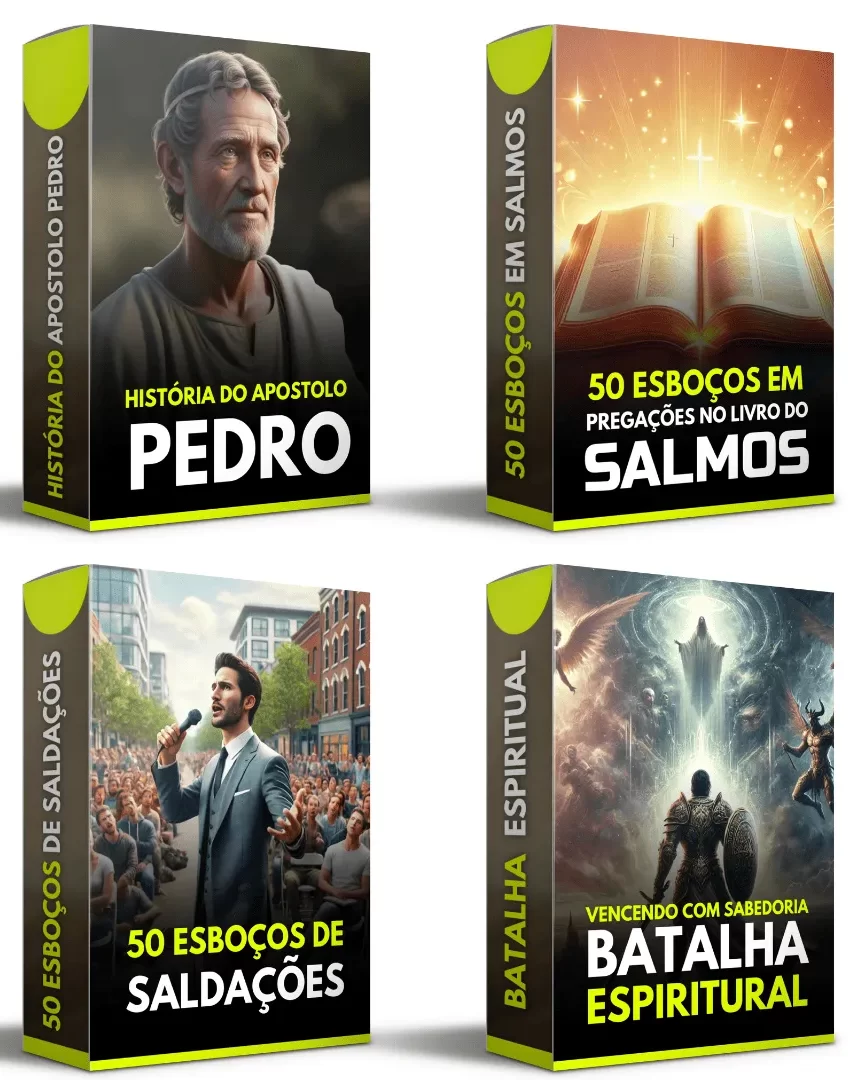 HISTÓRIA DO APOSTOLO PEDRO
HISTÓRIA DO APOSTOLO
PEDRO
50 ESBOÇOS EM SALMOS
50 ESBOÇOS EM
PREGAÇÕES NO LIVRO DO
SALMOS
50 ESBOÇOS DE SALDAÇÕES
50 ESBOÇOS DE
SALDAÇÕES
BATALHA ESPIRITUAL
VENCENDO COM SABEDORIA
BATALHA
ESPIRITURAL